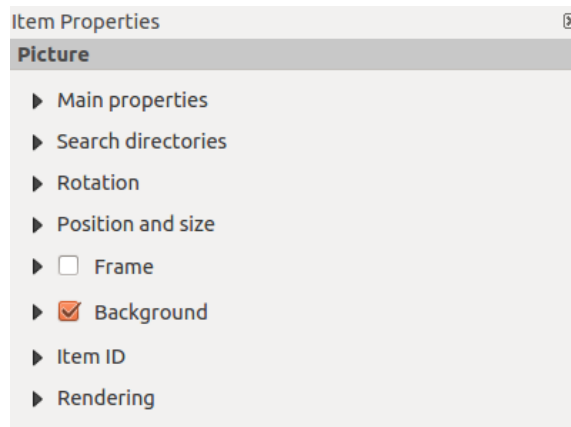 Item Properties
Picture
Main properties
Search directories
Rotation
Position and size
Frame
Background
Item ID
Rendering